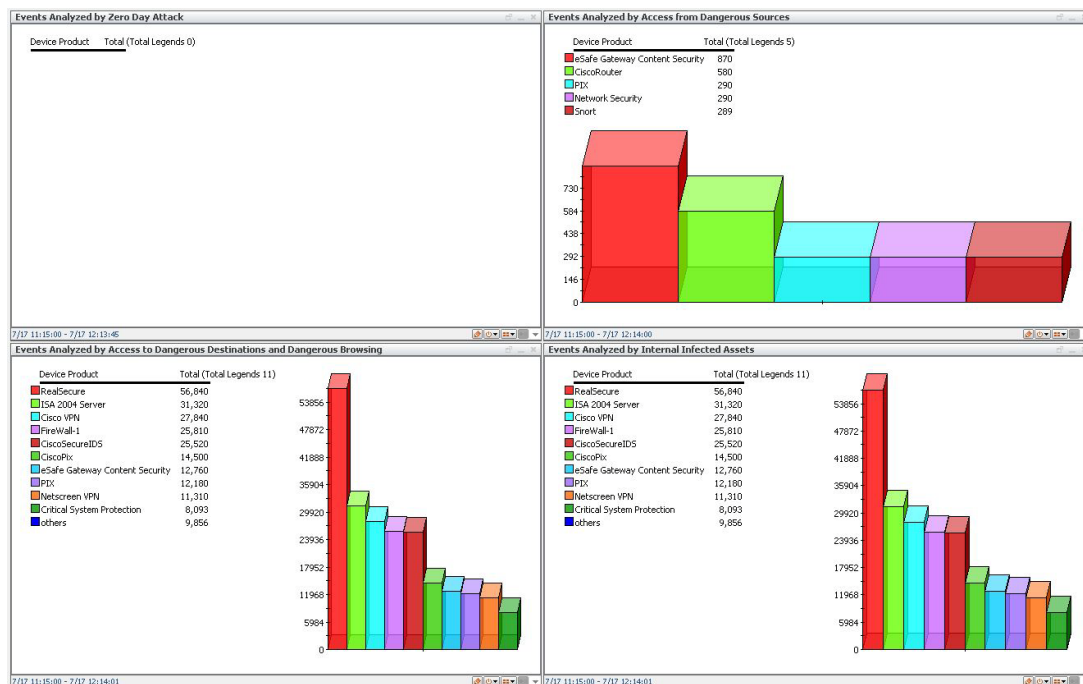 Events Analyzed by Zero Day Attack
Device Product Total (Total Legends 0)
7/17 11:15:00 - 7/17 12:13:45
Events Analyzed by Access from Dangerous Sources
Device Product Total (Total Legends 5)
eSafe Gateway Content Security 870
CiscoRouter 580
PIX 290
Network Security 290
Snort 289
730
584
438
292
146
0
7/17 11:15:00 - 7/17 12:14:00
Events Analyzed by Access to Dangerous Destinations and Dangerous Browsing
Device Product Total (Total Legends 11)
RealSecure 56,840
ISA 2004 Server 31,320
Cisco VPN 27,840
FireWall-1 25,810
CiscoSecureIDS 25,520
CiscoPix 14,500
eSafe Gateway Content Security 12,760
PIX 12,180
Netscreen VPN 11,310
Critical System Protection 8,093
others 9,856
53856
47872
41888
35904
29920
23936
17952
11968
5984
0
7/17 11:15:00 - 7/17 12:14:01
Events Analyzed by Internal Infected Assets
Device Product Total (Total Legends 11)
RealSecure 56,840
ISA 2004 Server 31,320
Cisco VPN 27,840
FireWall-1 25,810
CiscoSecureIDS 25,520
CiscoPix 14,500
eSafe Gateway Content Security 12,760
PIX 12,180
Netscreen VPN 11,310
Critical System Protection 8,093
others 9,856
53856
47872
41888
35904
29920
23936
17952
11968
5984
0
7/17 11:15:00 - 7/17 12:14:01